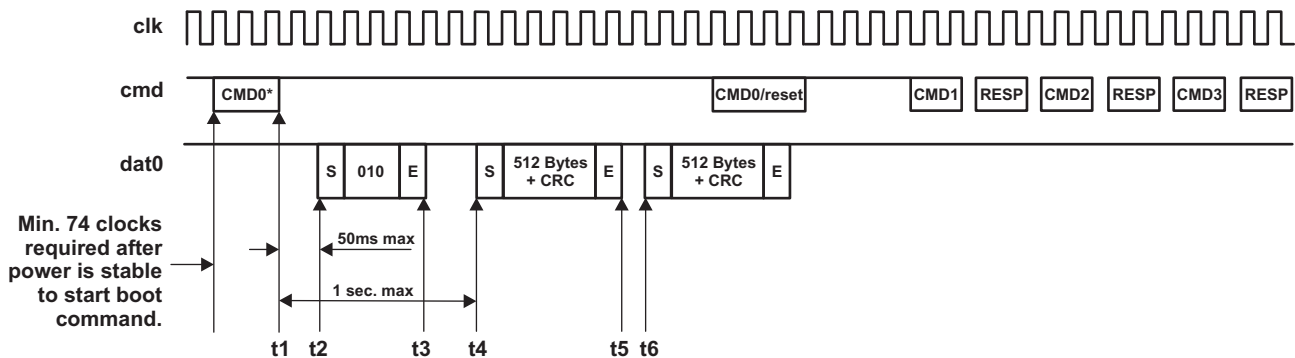 clk
cmd
CMD0*
CMD0/reset
CMD1
RESP
CMD2
RESP
CMD3
RESP
dat0
S
010
E
S
512 Bytes
+ CRC
E
S
512 Bytes
+ CRC
E
Min. 74 clocks
required after
power is stable
to start boot
command.
50ms max
1 sec. max
t1
t2
t3
t4
t5
t6